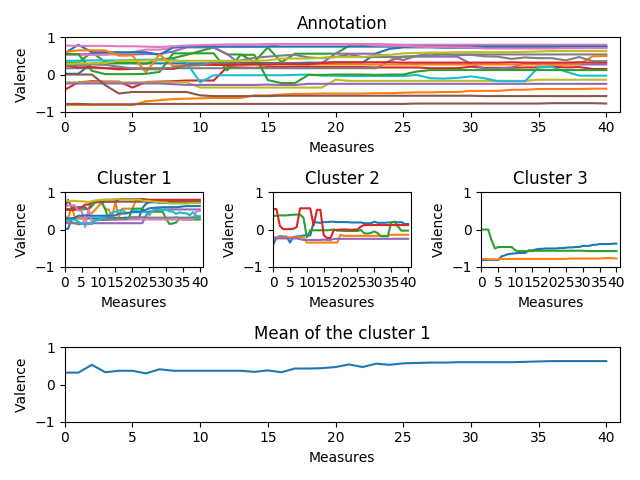 Annotation
Valence
1
0
−1
0 5 10 15 20 25 30 35 40
Measures
Cluster 1 Cluster 2 Cluster 3
Valence Valence Valence
1 1 1
0 0 0
−1 −1 −1
0 5 10 15 20 25 30 35 40 0 5 10 15 20 25 30 35 40 0 5 10 15 20 25 30 35 40
Measures Measures Measures
Mean of the cluster 1
Valence
1
0
−1
0 5 10 15 20 25 30 35 40
Measures